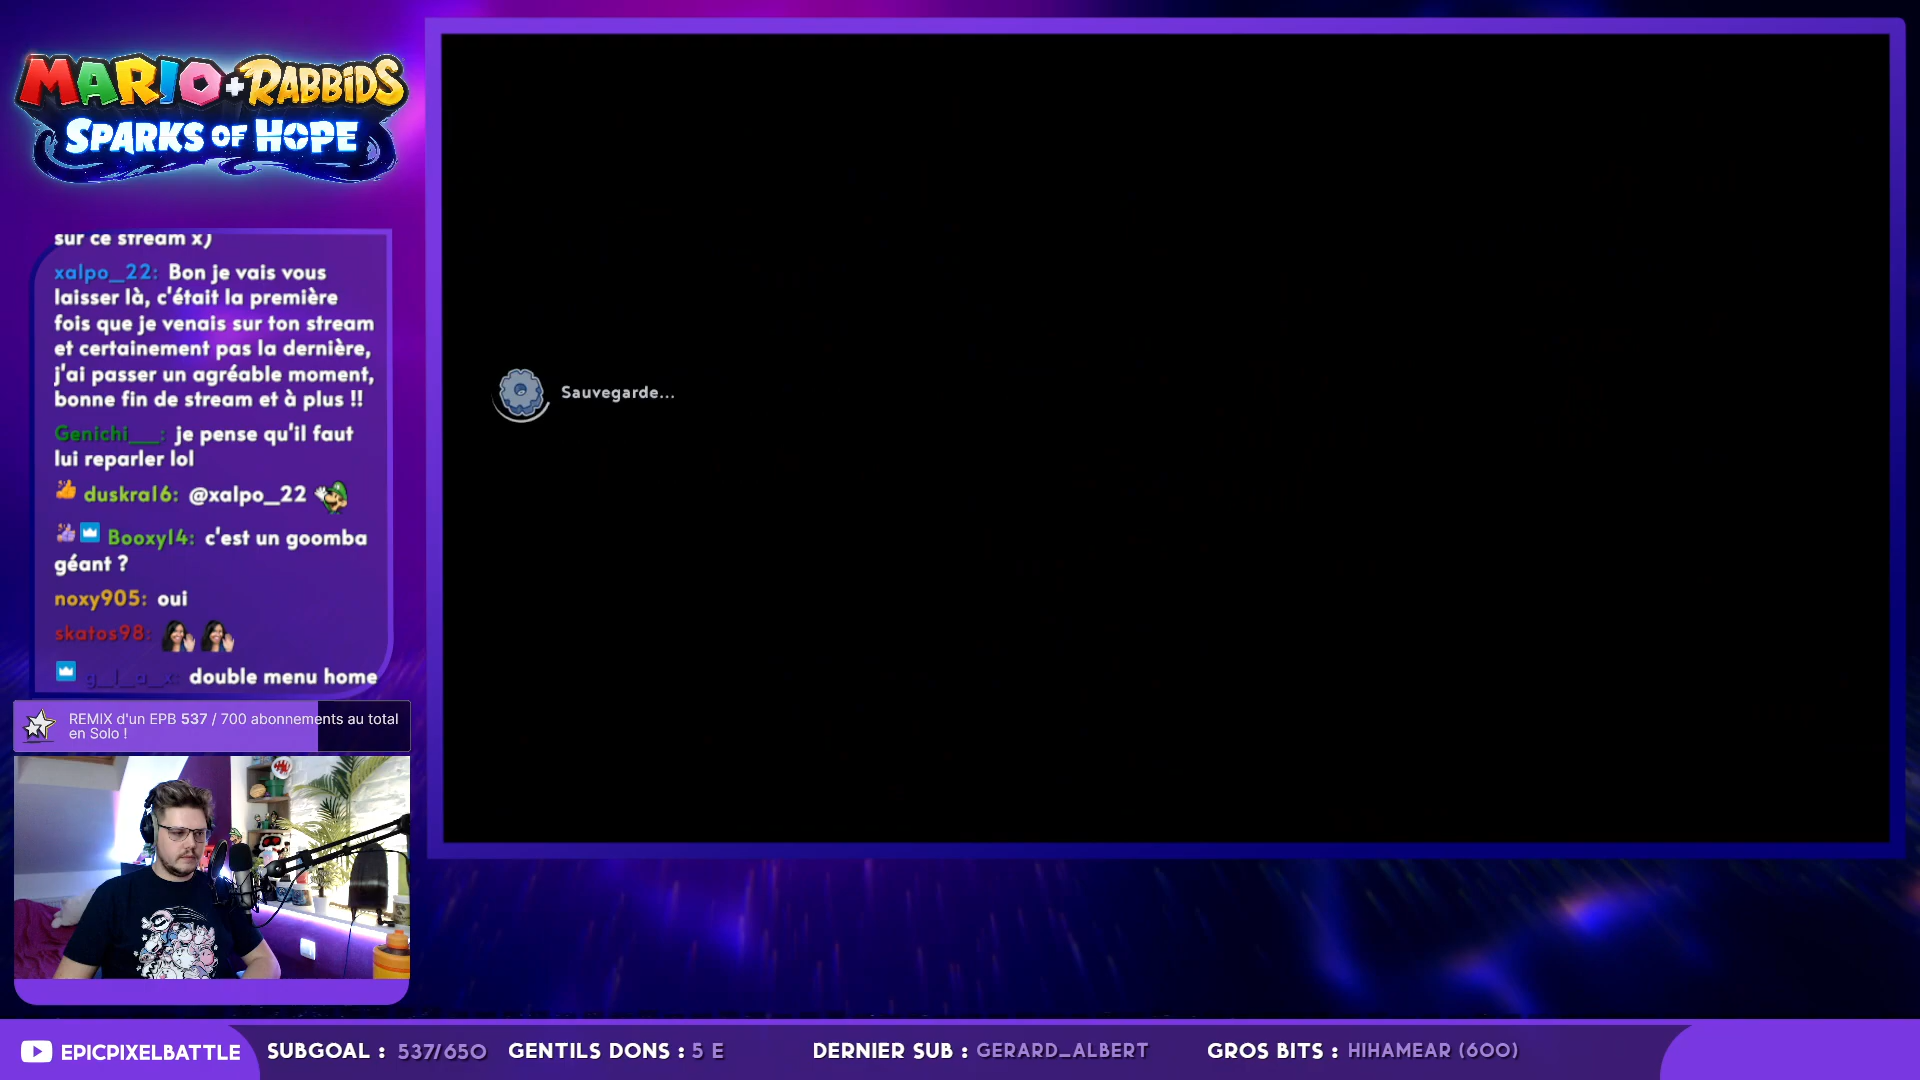 MARIO + RABBIDS
SPARKS OF HOPE
sur ce stream x)
xalpo_22: Bon je vais vous
laisser là, c'était la première
fois que je venais sur ton stream
et certainement pas la dernière,
j'ai passer un agréable moment,
bonne fin de stream et à plus !!
Genichi__: je pense qu'il faut
lui reparler lol
duskra16: @xalpo_22
Booxy14: c'est un goomba
géant ?
noxy905: oui
skatos98:
g_l_a_x: double menu home
REMIX d'un EPB 537 / 700 abonnements au total
en Solo !
Sauvegarde...
EPICPIXELBATTLE
SUBGOAL : 537/650
GENTILS DONS : 5 E
DERNIER SUB : GERARD_ALBERT
GROS BITS : HIHAMEAR (600)